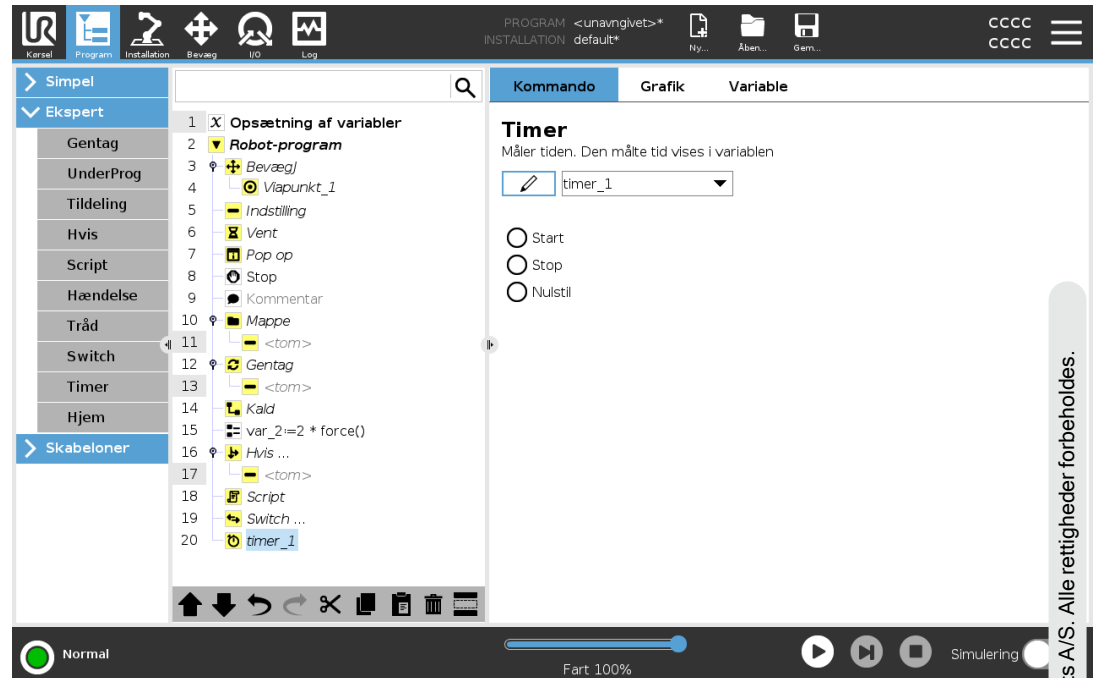 UR
PROGRAM <unavngivet>*
INSTALLATION default*
Kørsel Program Installation Bevæg I/O Log Ny... Åben... Gem...
CCCC
CCCC
Simpel
Ekspert
Gentag
UnderProg
Tildeling
Hvis
Script
Hændelse
Tråd
Switch
Timer
Hjem
Skabeloner
1 X Opsætning af variabler
2 Robot-program
3 BevægJ
4 Viapunkt_1
5 Indstilling
6 Vent
7 Pop op
8 Stop
9 Kommentar
10 Mappe
11 <tom>
12 Gentag
13 <tom>
14 Kald
15 var_2:=2 * force()
16 Hvis ...
17 <tom>
18 Script
19 Switch ...
20 timer_1
Kommando Grafik Variable
Timer
Måler tiden. Den målte tid vises i variablen
timer_1
Start
Stop
Nulstil
Normal
Fart 100%
Simulering
A/S. Alle rettigheder forbeholdes.